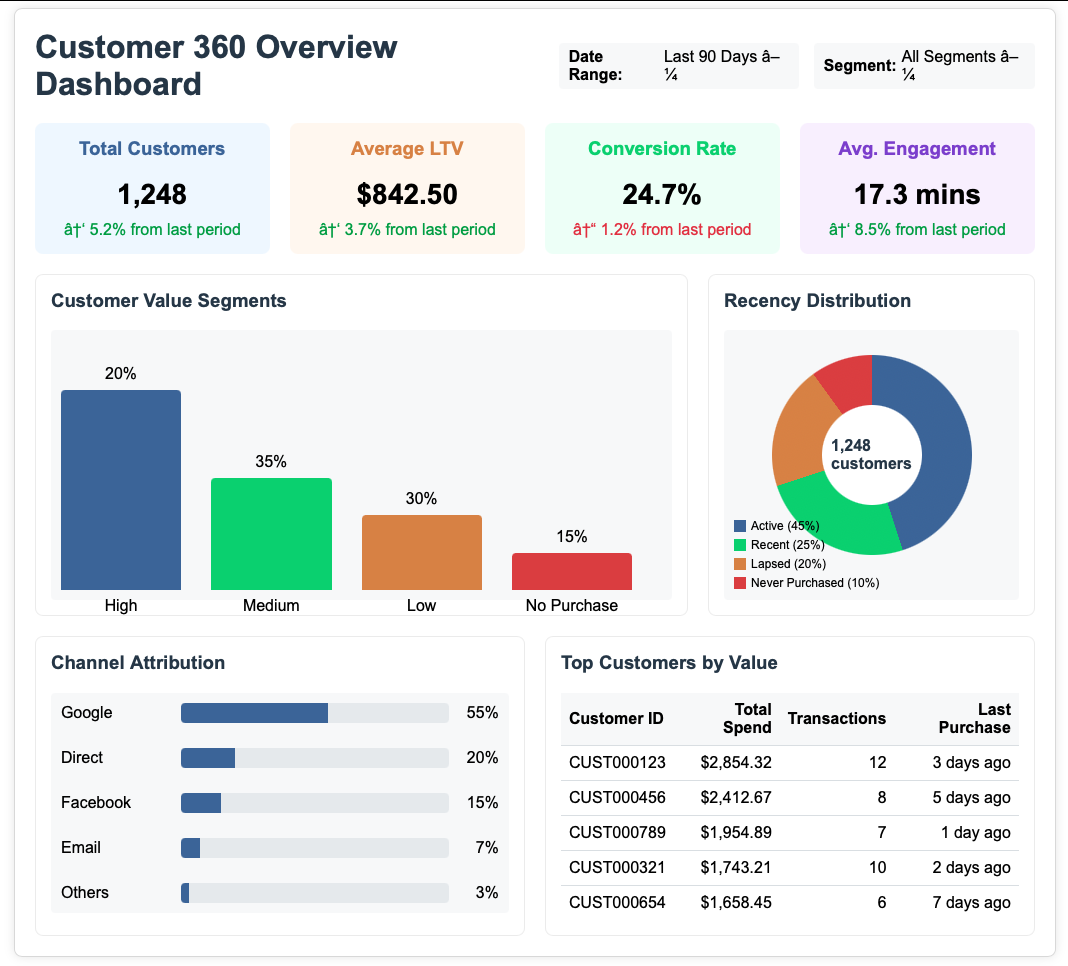 Customer 360 Overview
Dashboard
Date
Range:
Last 90 Days â–
¼
Segment:
All Segments â–
¼
Total Customers
1,248
â†‘ 5.2% from last period
Average LTV
$842.50
â†‘ 3.7% from last period
Conversion Rate
24.7%
â†“ 1.2% from last period
Avg. Engagement
17.3 mins
â†‘ 8.5% from last period
Customer Value Segments
20%
35%
30%
15%
High
Medium
Low
No Purchase
Recency Distribution
1,248
customers
Active (45%)
Recent (25%)
Lapsed (20%)
Never Purchased (10%)
Channel Attribution
Google 55%
Direct 20%
Facebook 15%
Email 7%
Others 3%
Top Customers by Value
Customer ID
Total
Spend
Transactions
Last
Purchase
CUST000123 $2,854.32 12 3 days ago
CUST000456 $2,412.67 8 5 days ago
CUST000789 $1,954.89 7 1 day ago
CUST000321 $1,743.21 10 2 days ago
CUST000654 $1,658.45 6 7 days ago